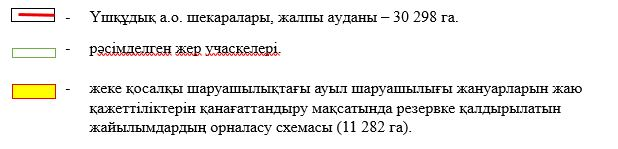 - Үшқұдық а.о. шекаралары, жалпы ауданы – 30 298 га.
- рәсімделген жер учаскелері.
- жеке қосалқы шаруашылықтағы ауыл шаруашылығы жануарларын жаю
қажеттіліктерін қанағаттандыру мақсатында резервке қалдырылатын
жайылымдардың орналасу схемасы (11 282 га).